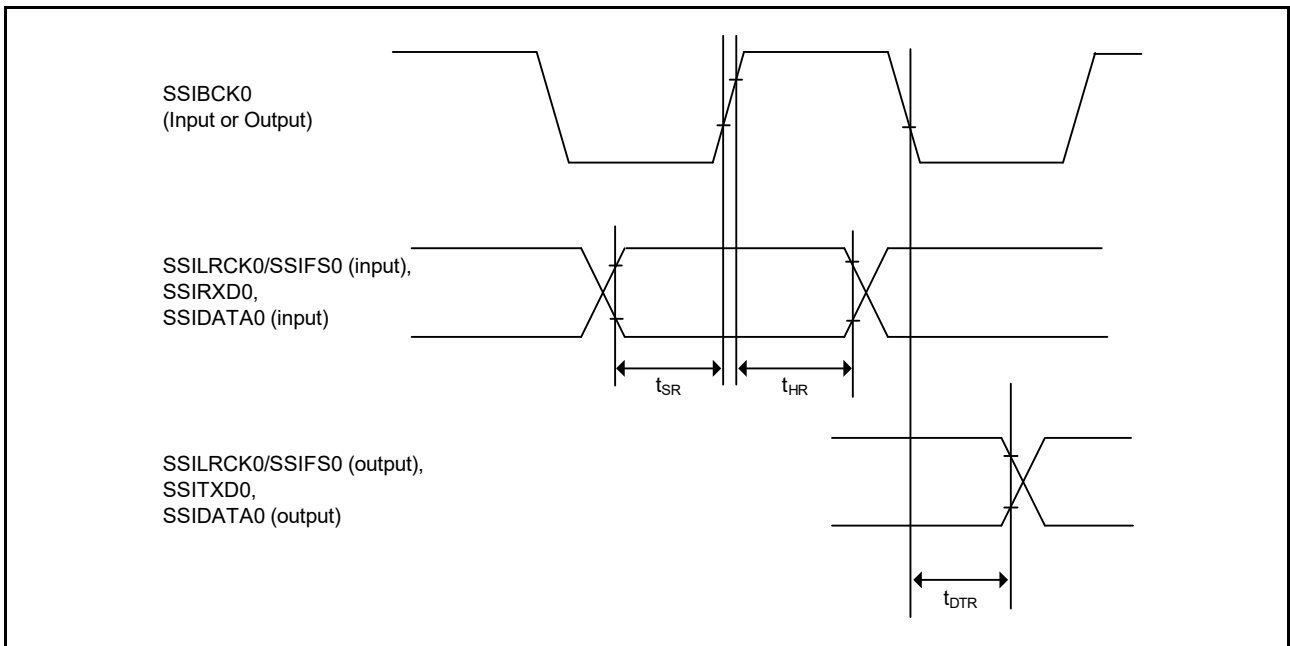 SSIBCK0
(Input or Output)
SSILRCK0/SSIFS0 (input),
SSIRXD0,
SSIDATA0 (input)
tSR
tHR
SSILRCK0/SSIFS0 (output),
SSITXD0,
SSIDATA0 (output)
tDTR